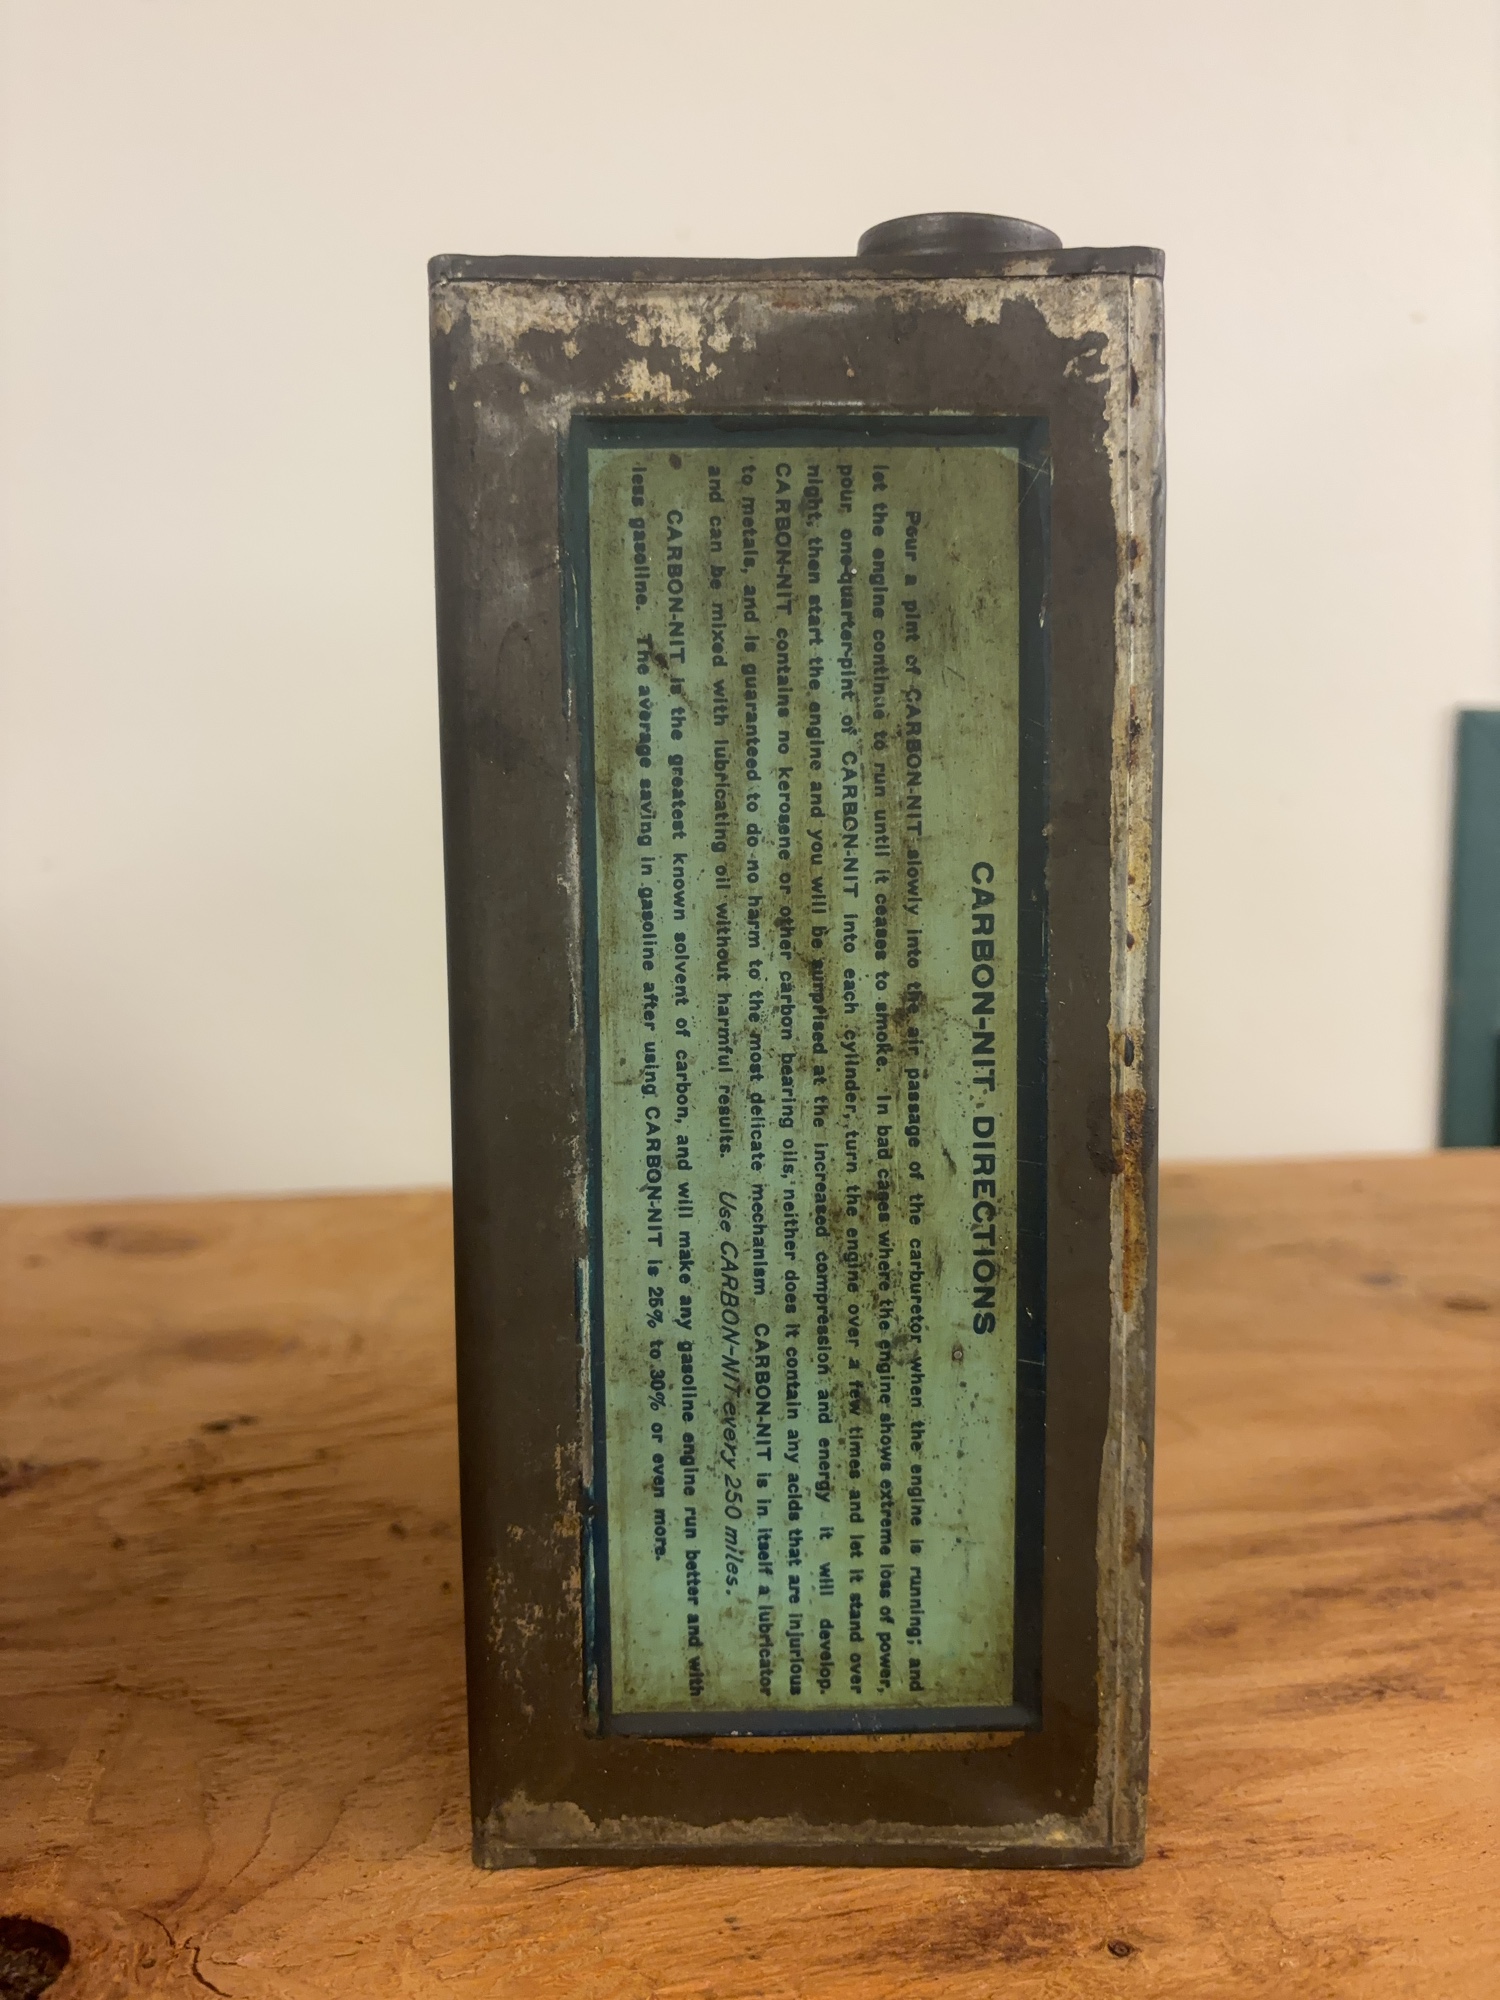 CARBON-NIT DIRECTIONS
Pour a pint of CARBON-NIT slowly into the air passage of the carburetor when the engine is running; and
let the engine continue to run until it ceases to smoke. In bad cases where the engine shows extreme loss of power,
pour one-quarter-pint of CARBON-NIT into each cylinder, turn the engine over a few times and let it stand over
night, then start the engine and you will be surprised at the increased compression and energy it will develop.
CARBON-NIT contains no kerosene or other carbon bearing oils, neither does it contain any acids that are injurious
to metals, and is guaranteed to do no harm to the most delicate mechanism CARBON-NIT is in itself a lubricator
and can be mixed with lubricating oil without harmful results. Use CARBON-NIT every 250 miles.
CARBON-NIT is the greatest known solvent of carbon, and will make any gasoline engine run better and with
less gasoline. The average saving in gasoline after using CARBON-NIT is 25% to 30% or even more.